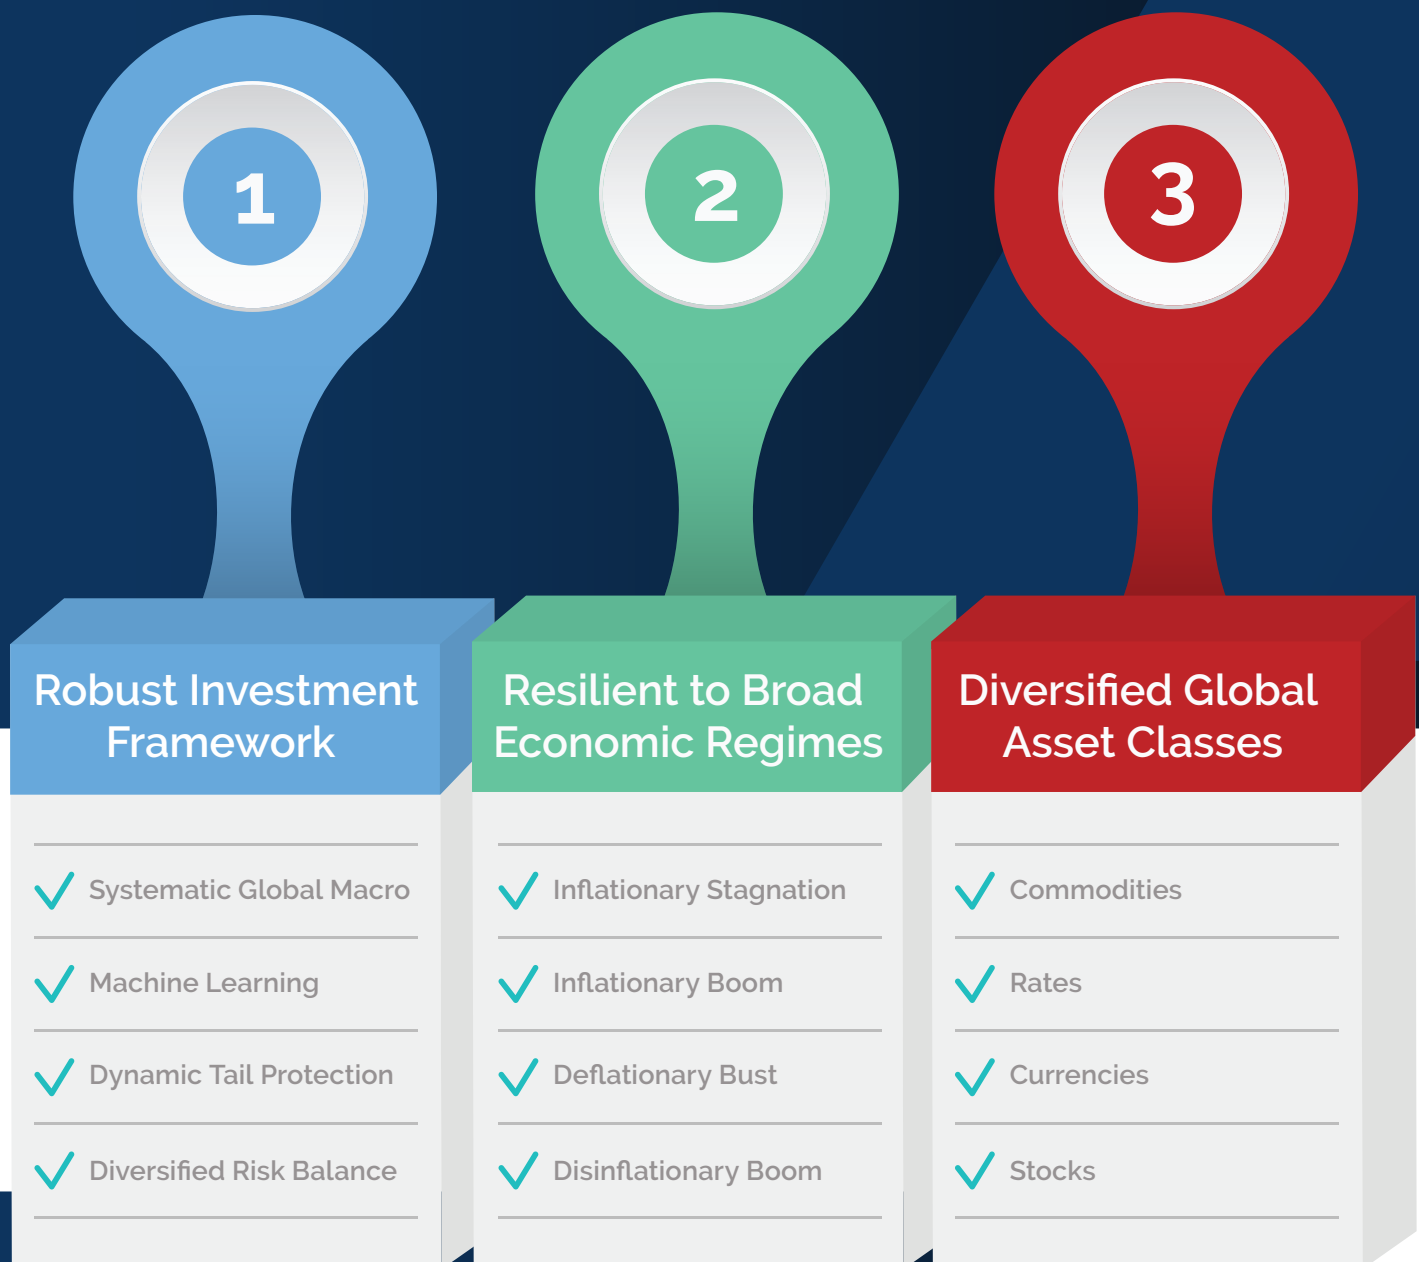 1
Robust Investment
Framework
Systematic Global Macro
Machine Learning
Dynamic Tail Protection
Diversified Risk Balance
2
Resilient to Broad
Economic Regimes
Inflationary Stagnation
Inflationary Boom
Deflationary Bust
Disinflationary Boom
3
Diversified Global
Asset Classes
Commodities
Rates
Currencies
Stocks